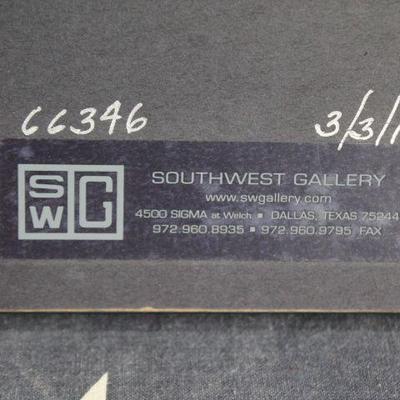 66346 3/3/1
SWG
SOUTHWEST GALLERY
www.swgallery.com
4500 SIGMA at Welch ▪ DALLAS, TEXAS 75244
972.960.8935 ▪ 972.960.9795 FAX